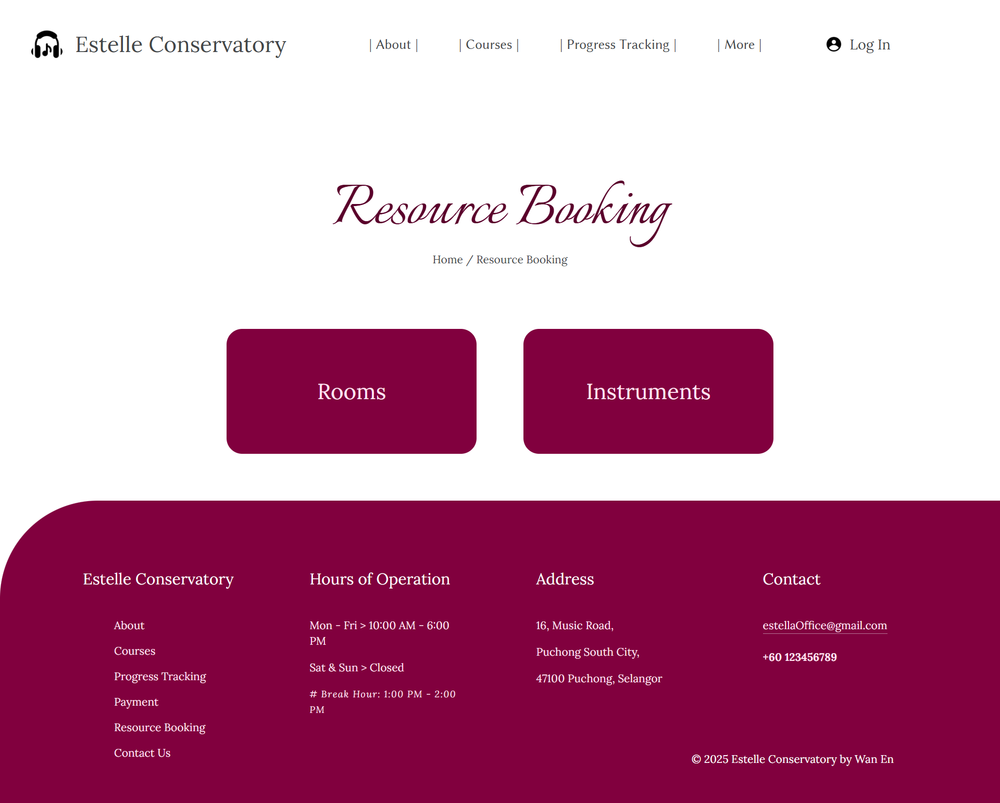 Estelle Conservatory
| About |
| Courses |
| Progress Tracking |
| More |
Log In
Resource Booking
Home / Resource Booking
Rooms
Instruments
Estelle Conservatory
About
Courses
Progress Tracking
Payment
Resource Booking
Contact Us
Hours of Operation
Mon - Fri > 10:00 AM - 6:00
PM
Sat & Sun > Closed
# Break Hour: 1:00 PM - 2:00
PM
Address
16, Music Road,
Puchong South City,
47100 Puchong, Selangor
Contact
estellaOffice@gmail.com
+60 123456789
© 2025 Estelle Conservatory by Wan En